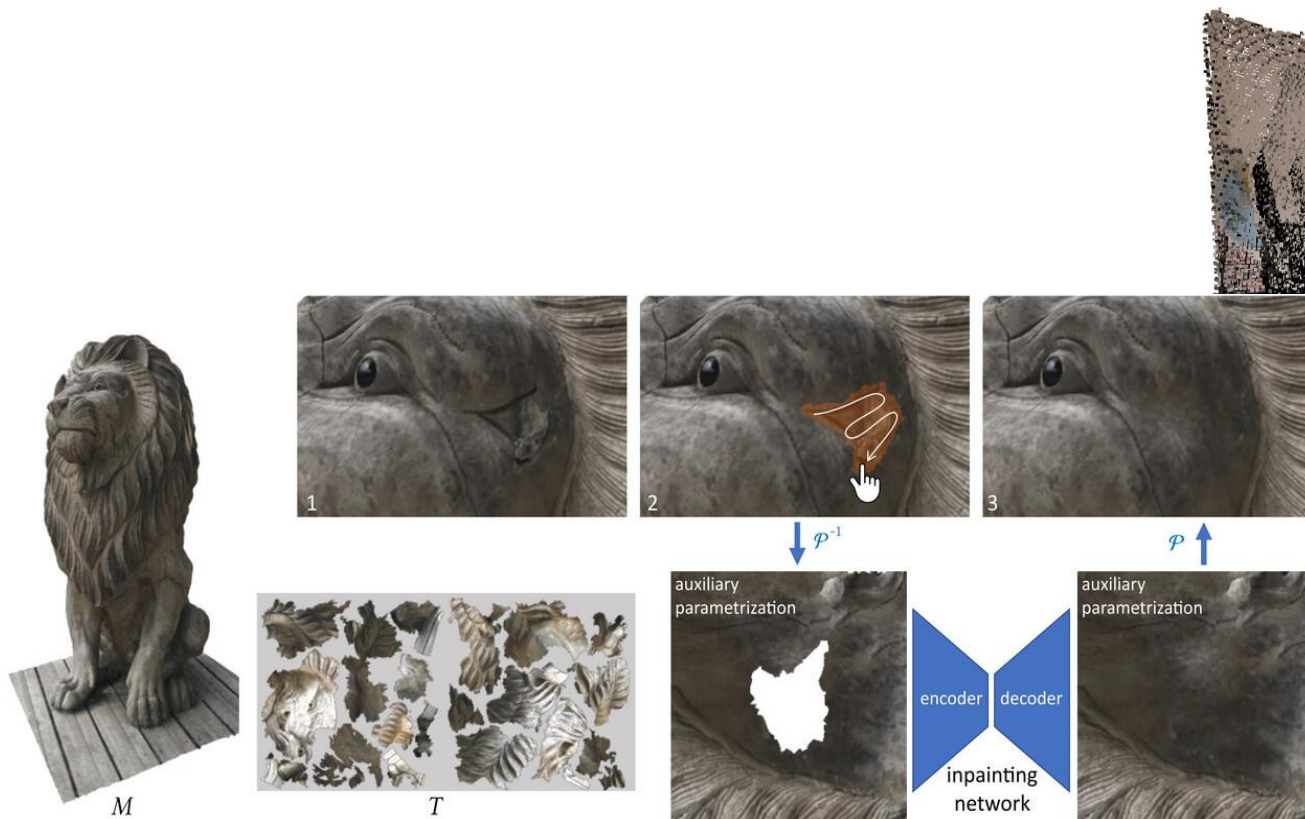 1
2
3
𝒫⁻¹
𝒫
auxiliary
parametrization
auxiliary
parametrization
encoder
decoder
inpainting
network
M
T